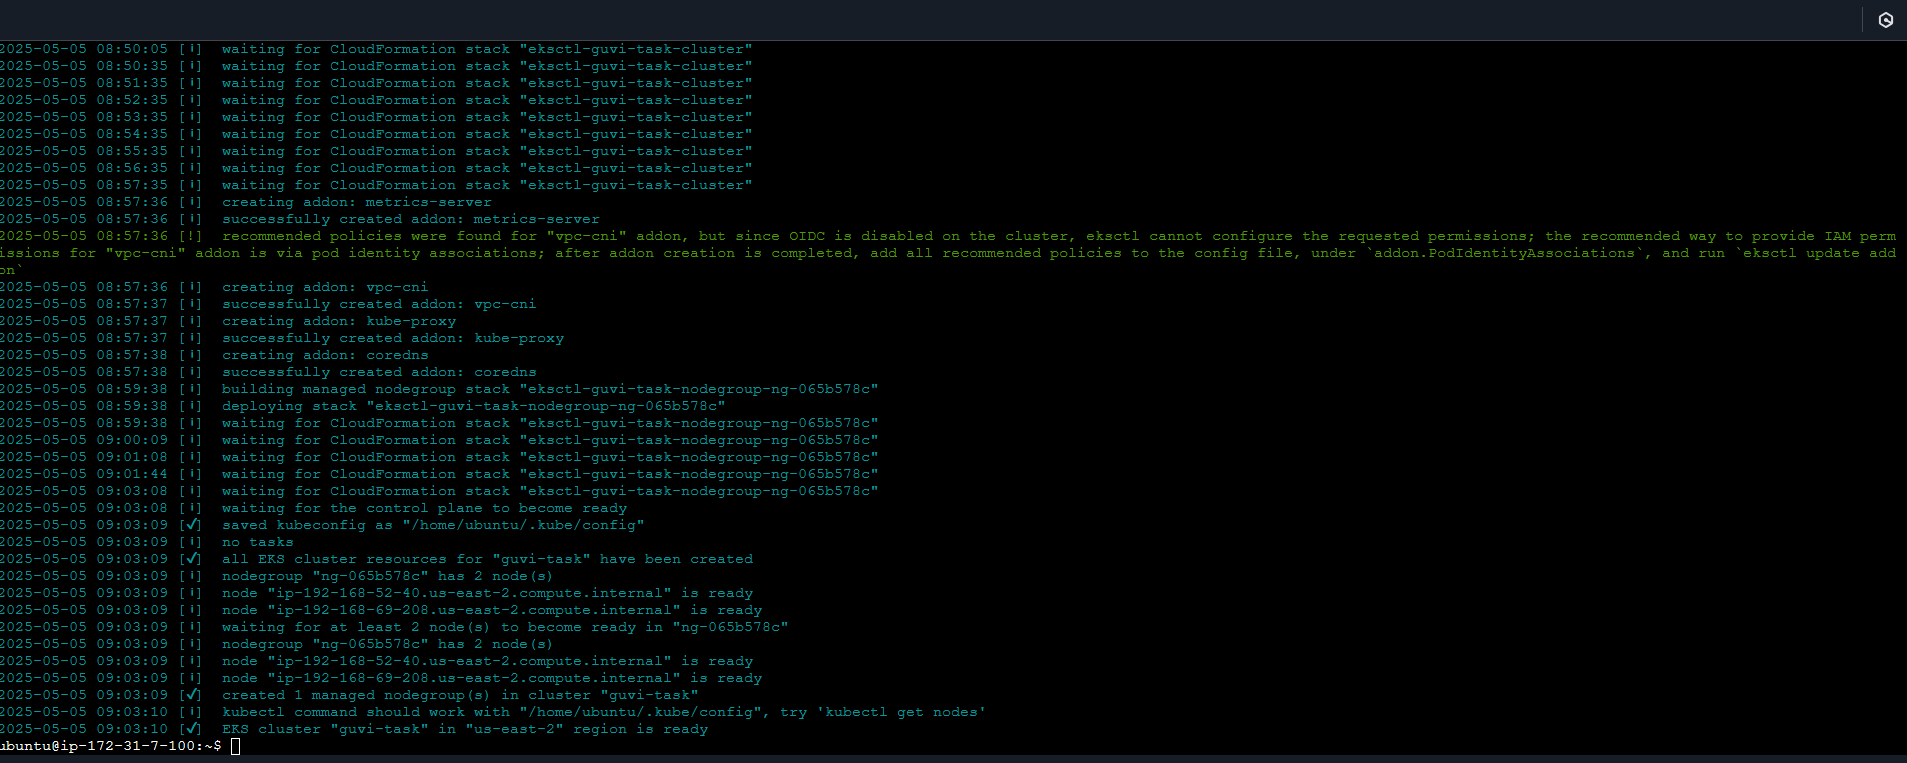 2025-05-05 08:50:05 [ℹ]  waiting for CloudFormation stack "eksctl-guvi-task-cluster"
2025-05-05 08:50:35 [ℹ]  waiting for CloudFormation stack "eksctl-guvi-task-cluster"
2025-05-05 08:51:35 [ℹ]  waiting for CloudFormation stack "eksctl-guvi-task-cluster"
2025-05-05 08:52:35 [ℹ]  waiting for CloudFormation stack "eksctl-guvi-task-cluster"
2025-05-05 08:53:35 [ℹ]  waiting for CloudFormation stack "eksctl-guvi-task-cluster"
2025-05-05 08:54:35 [ℹ]  waiting for CloudFormation stack "eksctl-guvi-task-cluster"
2025-05-05 08:55:35 [ℹ]  waiting for CloudFormation stack "eksctl-guvi-task-cluster"
2025-05-05 08:56:35 [ℹ]  waiting for CloudFormation stack "eksctl-guvi-task-cluster"
2025-05-05 08:57:35 [ℹ]  waiting for CloudFormation stack "eksctl-guvi-task-cluster"
2025-05-05 08:57:36 [ℹ]  creating addon: metrics-server
2025-05-05 08:57:36 [ℹ]  successfully created addon: metrics-server
2025-05-05 08:57:36 [!]  recommended policies were found for "vpc-cni" addon, but since OIDC is disabled on the cluster, eksctl cannot configure the requested permissions; the recommended way to provide IAM perm
issions for "vpc-cni" addon is via pod identity associations; after addon creation is completed, add all recommended policies to the config file, under `addon.PodIdentityAssociations`, and run `eksctl update add
on`
2025-05-05 08:57:36 [ℹ]  creating addon: vpc-cni
2025-05-05 08:57:37 [ℹ]  successfully created addon: vpc-cni
2025-05-05 08:57:37 [ℹ]  creating addon: kube-proxy
2025-05-05 08:57:37 [ℹ]  successfully created addon: kube-proxy
2025-05-05 08:57:38 [ℹ]  creating addon: coredns
2025-05-05 08:57:38 [ℹ]  successfully created addon: coredns
2025-05-05 08:59:38 [ℹ]  building managed nodegroup stack "eksctl-guvi-task-nodegroup-ng-065b578c"
2025-05-05 08:59:38 [ℹ]  deploying stack "eksctl-guvi-task-nodegroup-ng-065b578c"
2025-05-05 08:59:38 [ℹ]  waiting for CloudFormation stack "eksctl-guvi-task-nodegroup-ng-065b578c"
2025-05-05 09:00:09 [ℹ]  waiting for CloudFormation stack "eksctl-guvi-task-nodegroup-ng-065b578c"
2025-05-05 09:01:08 [ℹ]  waiting for CloudFormation stack "eksctl-guvi-task-nodegroup-ng-065b578c"
2025-05-05 09:01:44 [ℹ]  waiting for CloudFormation stack "eksctl-guvi-task-nodegroup-ng-065b578c"
2025-05-05 09:03:08 [ℹ]  waiting for CloudFormation stack "eksctl-guvi-task-nodegroup-ng-065b578c"
2025-05-05 09:03:08 [ℹ]  waiting for the control plane to become ready
2025-05-05 09:03:09 [✔]  saved kubeconfig as "/home/ubuntu/.kube/config"
2025-05-05 09:03:09 [ℹ]  no tasks
2025-05-05 09:03:09 [✔]  all EKS cluster resources for "guvi-task" have been created
2025-05-05 09:03:09 [ℹ]  nodegroup "ng-065b578c" has 2 node(s)
2025-05-05 09:03:09 [ℹ]  node "ip-192-168-52-40.us-east-2.compute.internal" is ready
2025-05-05 09:03:09 [ℹ]  node "ip-192-168-69-208.us-east-2.compute.internal" is ready
2025-05-05 09:03:09 [ℹ]  waiting for at least 2 node(s) to become ready in "ng-065b578c"
2025-05-05 09:03:09 [ℹ]  nodegroup "ng-065b578c" has 2 node(s)
2025-05-05 09:03:09 [ℹ]  node "ip-192-168-52-40.us-east-2.compute.internal" is ready
2025-05-05 09:03:09 [ℹ]  node "ip-192-168-69-208.us-east-2.compute.internal" is ready
2025-05-05 09:03:09 [✔]  created 1 managed nodegroup(s) in cluster "guvi-task"
2025-05-05 09:03:10 [ℹ]  kubectl command should work with "/home/ubuntu/.kube/config", try 'kubectl get nodes'
2025-05-05 09:03:10 [✔]  EKS cluster "guvi-task" in "us-east-2" region is ready
ubuntu@ip-172-31-7-100:~$